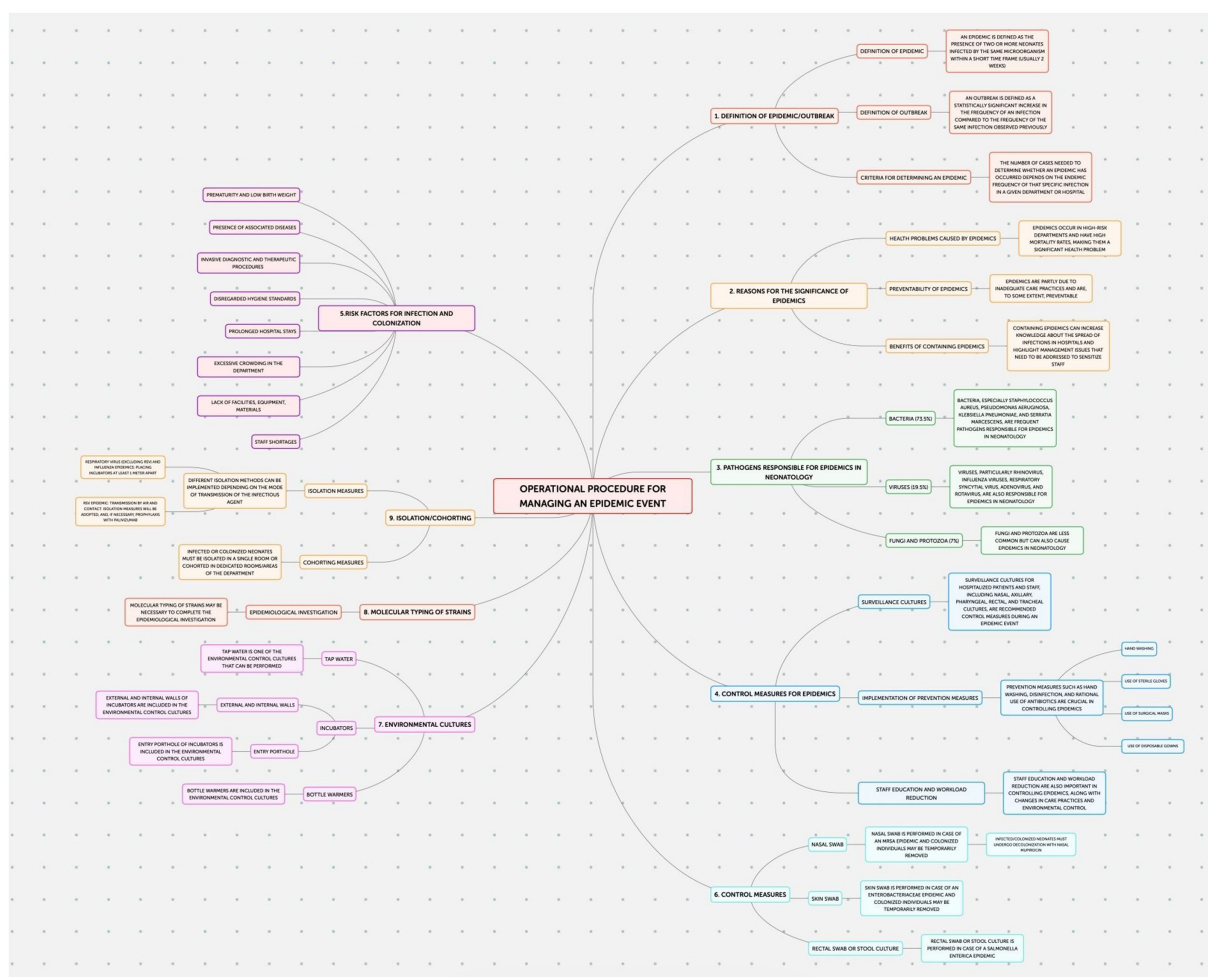 OPERATIONAL PROCEDURE FOR
MANAGING AN EPIDEMIC EVENT
1. DEFINITION OF EPIDEMIC/OUTBREAK
DEFINITION OF EPIDEMIC
AN EPIDEMIC IS DEFINED AS THE
PRESENCE OF TWO OR MORE NEONATES
INFECTED BY THE SAME MICROORGANISM
WITHIN A SHORT TIME FRAME (USUALLY 2
WEEKS)
DEFINITION OF OUTBREAK
AN OUTBREAK IS DEFINED AS A
STATISTICALLY SIGNIFICANT INCREASE IN
THE FREQUENCY OF AN INFECTION
COMPARED TO THE FREQUENCY OF THE
SAME INFECTION OBSERVED PREVIOUSLY
CRITERIA FOR DETERMINING AN EPIDEMIC
THE NUMBER OF CASES NEEDED TO
DETERMINE WHETHER AN EPIDEMIC HAS
OCCURRED DEPENDS ON THE ENDEMIC
FREQUENCY OF THAT SPECIFIC INFECTION
IN A GIVEN DEPARTMENT OR HOSPITAL
2. REASONS FOR THE SIGNIFICANCE OF
EPIDEMICS
HEALTH PROBLEMS CAUSED BY EPIDEMICS
EPIDEMICS OCCUR IN HIGH-RISK
DEPARTMENTS AND HAVE HIGH
MORTALITY RATES, MAKING THEM A
SIGNIFICANT HEALTH PROBLEM
PREVENTABILITY OF EPIDEMICS
EPIDEMICS ARE PARTLY DUE TO
INADEQUATE CARE PRACTICES AND ARE,
TO SOME EXTENT, PREVENTABLE
BENEFITS OF CONTAINING EPIDEMICS
CONTAINING EPIDEMICS CAN INCREASE
KNOWLEDGE ABOUT THE SPREAD OF
INFECTIONS IN HOSPITALS AND
HIGHLIGHT MANAGEMENT ISSUES THAT
NEED TO BE ADDRESSED TO SENSITIZE
STAFF
3. PATHOGENS RESPONSIBLE FOR EPIDEMICS IN
NEONATOLOGY
BACTERIA (73.5%)
BACTERIA, ESPECIALLY STAPHYLOCOCCUS
AUREUS, PSEUDOMONAS AERUGINOSA,
KLEBSIELLA PNEUMONIAE, AND SERRATIA
MARCESCENS, ARE FREQUENT
PATHOGENS RESPONSIBLE FOR EPIDEMICS
IN NEONATOLOGY
VIRUSES (19.5%)
VIRUSES, PARTICULARLY RHINOVIRUS,
INFLUENZA VIRUSES, RESPIRATORY
SYNCYTIAL VIRUS, ADENOVIRUS, AND
ROTAVIRUS, ARE ALSO RESPONSIBLE FOR
EPIDEMICS IN NEONATOLOGY
FUNGI AND PROTOZOA (7%)
FUNGI AND PROTOZOA ARE LESS
COMMON BUT CAN ALSO CAUSE
EPIDEMICS IN NEONATOLOGY
4. CONTROL MEASURES FOR EPIDEMICS
SURVEILLANCE CULTURES
SURVEILLANCE CULTURES FOR
HOSPITALIZED PATIENTS AND STAFF,
INCLUDING NASAL, AXILLARY,
PHARYNGEAL, RECTAL, AND TRACHEAL
CULTURES, ARE RECOMMENDED
CONTROL MEASURES DURING AN
EPIDEMIC EVENT
IMPLEMENTATION OF PREVENTION MEASURES
PREVENTION MEASURES SUCH AS HAND
WASHING, DISINFECTION, AND RATIONAL
USE OF ANTIBIOTICS ARE CRUCIAL IN
CONTROLLING EPIDEMICS
HAND WASHING
USE OF STERILE GLOVES
USE OF SURGICAL MASKS
USE OF DISPOSABLE GOWNS
STAFF EDUCATION AND WORKLOAD
REDUCTION
STAFF EDUCATION AND WORKLOAD
REDUCTION ARE ALSO IMPORTANT IN
CONTROLLING EPIDEMICS, ALONG WITH
CHANGES IN CARE PRACTICES AND
ENVIRONMENTAL CONTROL
5.RISK FACTORS FOR INFECTION AND
COLONIZATION
PREMATURITY AND LOW BIRTH WEIGHT
PRESENCE OF ASSOCIATED DISEASES
INVASIVE DIAGNOSTIC AND THERAPEUTIC
PROCEDURES
DISREGARDED HYGIENE STANDARDS
PROLONGED HOSPITAL STAYS
EXCESSIVE CROWDING IN THE
DEPARTMENT
LACK OF FACILITIES, EQUIPMENT,
MATERIALS
STAFF SHORTAGES
6. CONTROL MEASURES
NASAL SWAB
NASAL SWAB IS PERFORMED IN CASE OF
AN MRSA EPIDEMIC AND COLONIZED
INDIVIDUALS MAY BE TEMPORARILY
REMOVED
INFECTED/COLONIZED NEONATES MUST
UNDERGO DECOLONIZATION WITH NASAL
MUPIROCIN
SKIN SWAB
SKIN SWAB IS PERFORMED IN CASE OF AN
ENTEROBACTERIACEAE EPIDEMIC AND
COLONIZED INDIVIDUALS MAY BE
TEMPORARILY REMOVED
RECTAL SWAB OR STOOL CULTURE
RECTAL SWAB OR STOOL CULTURE IS
PERFORMED IN CASE OF A SALMONELLA
ENTERICA EPIDEMIC
7. ENVIRONMENTAL CULTURES
TAP WATER
TAP WATER IS ONE OF THE
ENVIRONMENTAL CONTROL CULTURES
THAT CAN BE PERFORMED
INCUBATORS
EXTERNAL AND INTERNAL WALLS
EXTERNAL AND INTERNAL WALLS OF
INCUBATORS ARE INCLUDED IN THE
ENVIRONMENTAL CONTROL CULTURES
ENTRY PORTHOLE
ENTRY PORTHOLE OF INCUBATORS IS
INCLUDED IN THE ENVIRONMENTAL
CONTROL CULTURES
BOTTLE WARMERS
BOTTLE WARMERS ARE INCLUDED IN THE
ENVIRONMENTAL CONTROL CULTURES
8. MOLECULAR TYPING OF STRAINS
EPIDEMIOLOGICAL INVESTIGATION
MOLECULAR TYPING OF STRAINS MAY BE
NECESSARY TO COMPLETE THE
EPIDEMIOLOGICAL INVESTIGATION
9. ISOLATION/COHORTING
ISOLATION MEASURES
DIFFERENT ISOLATION METHODS CAN BE
IMPLEMENTED DEPENDING ON THE MODE
OF TRANSMISSION OF THE INFECTIOUS
AGENT
RESPIRATORY VIRUS (EXCLUDING RSV) AND
INFLUENZA EPIDEMICS: PLACING
INCUBATORS AT LEAST 1 METER APART
RSV EPIDEMIC: TRANSMISSION BY AIR AND
CONTACT. ISOLATION MEASURES WILL BE
ADOPTED, AND, IF NECESSARY, PROPHYLAXIS
WITH PALIVIZUMAB
COHORTING MEASURES
INFECTED OR COLONIZED NEONATES
MUST BE ISOLATED IN A SINGLE ROOM OR
COHORTED IN DEDICATED ROOMS/AREAS
OF THE DEPARTMENT